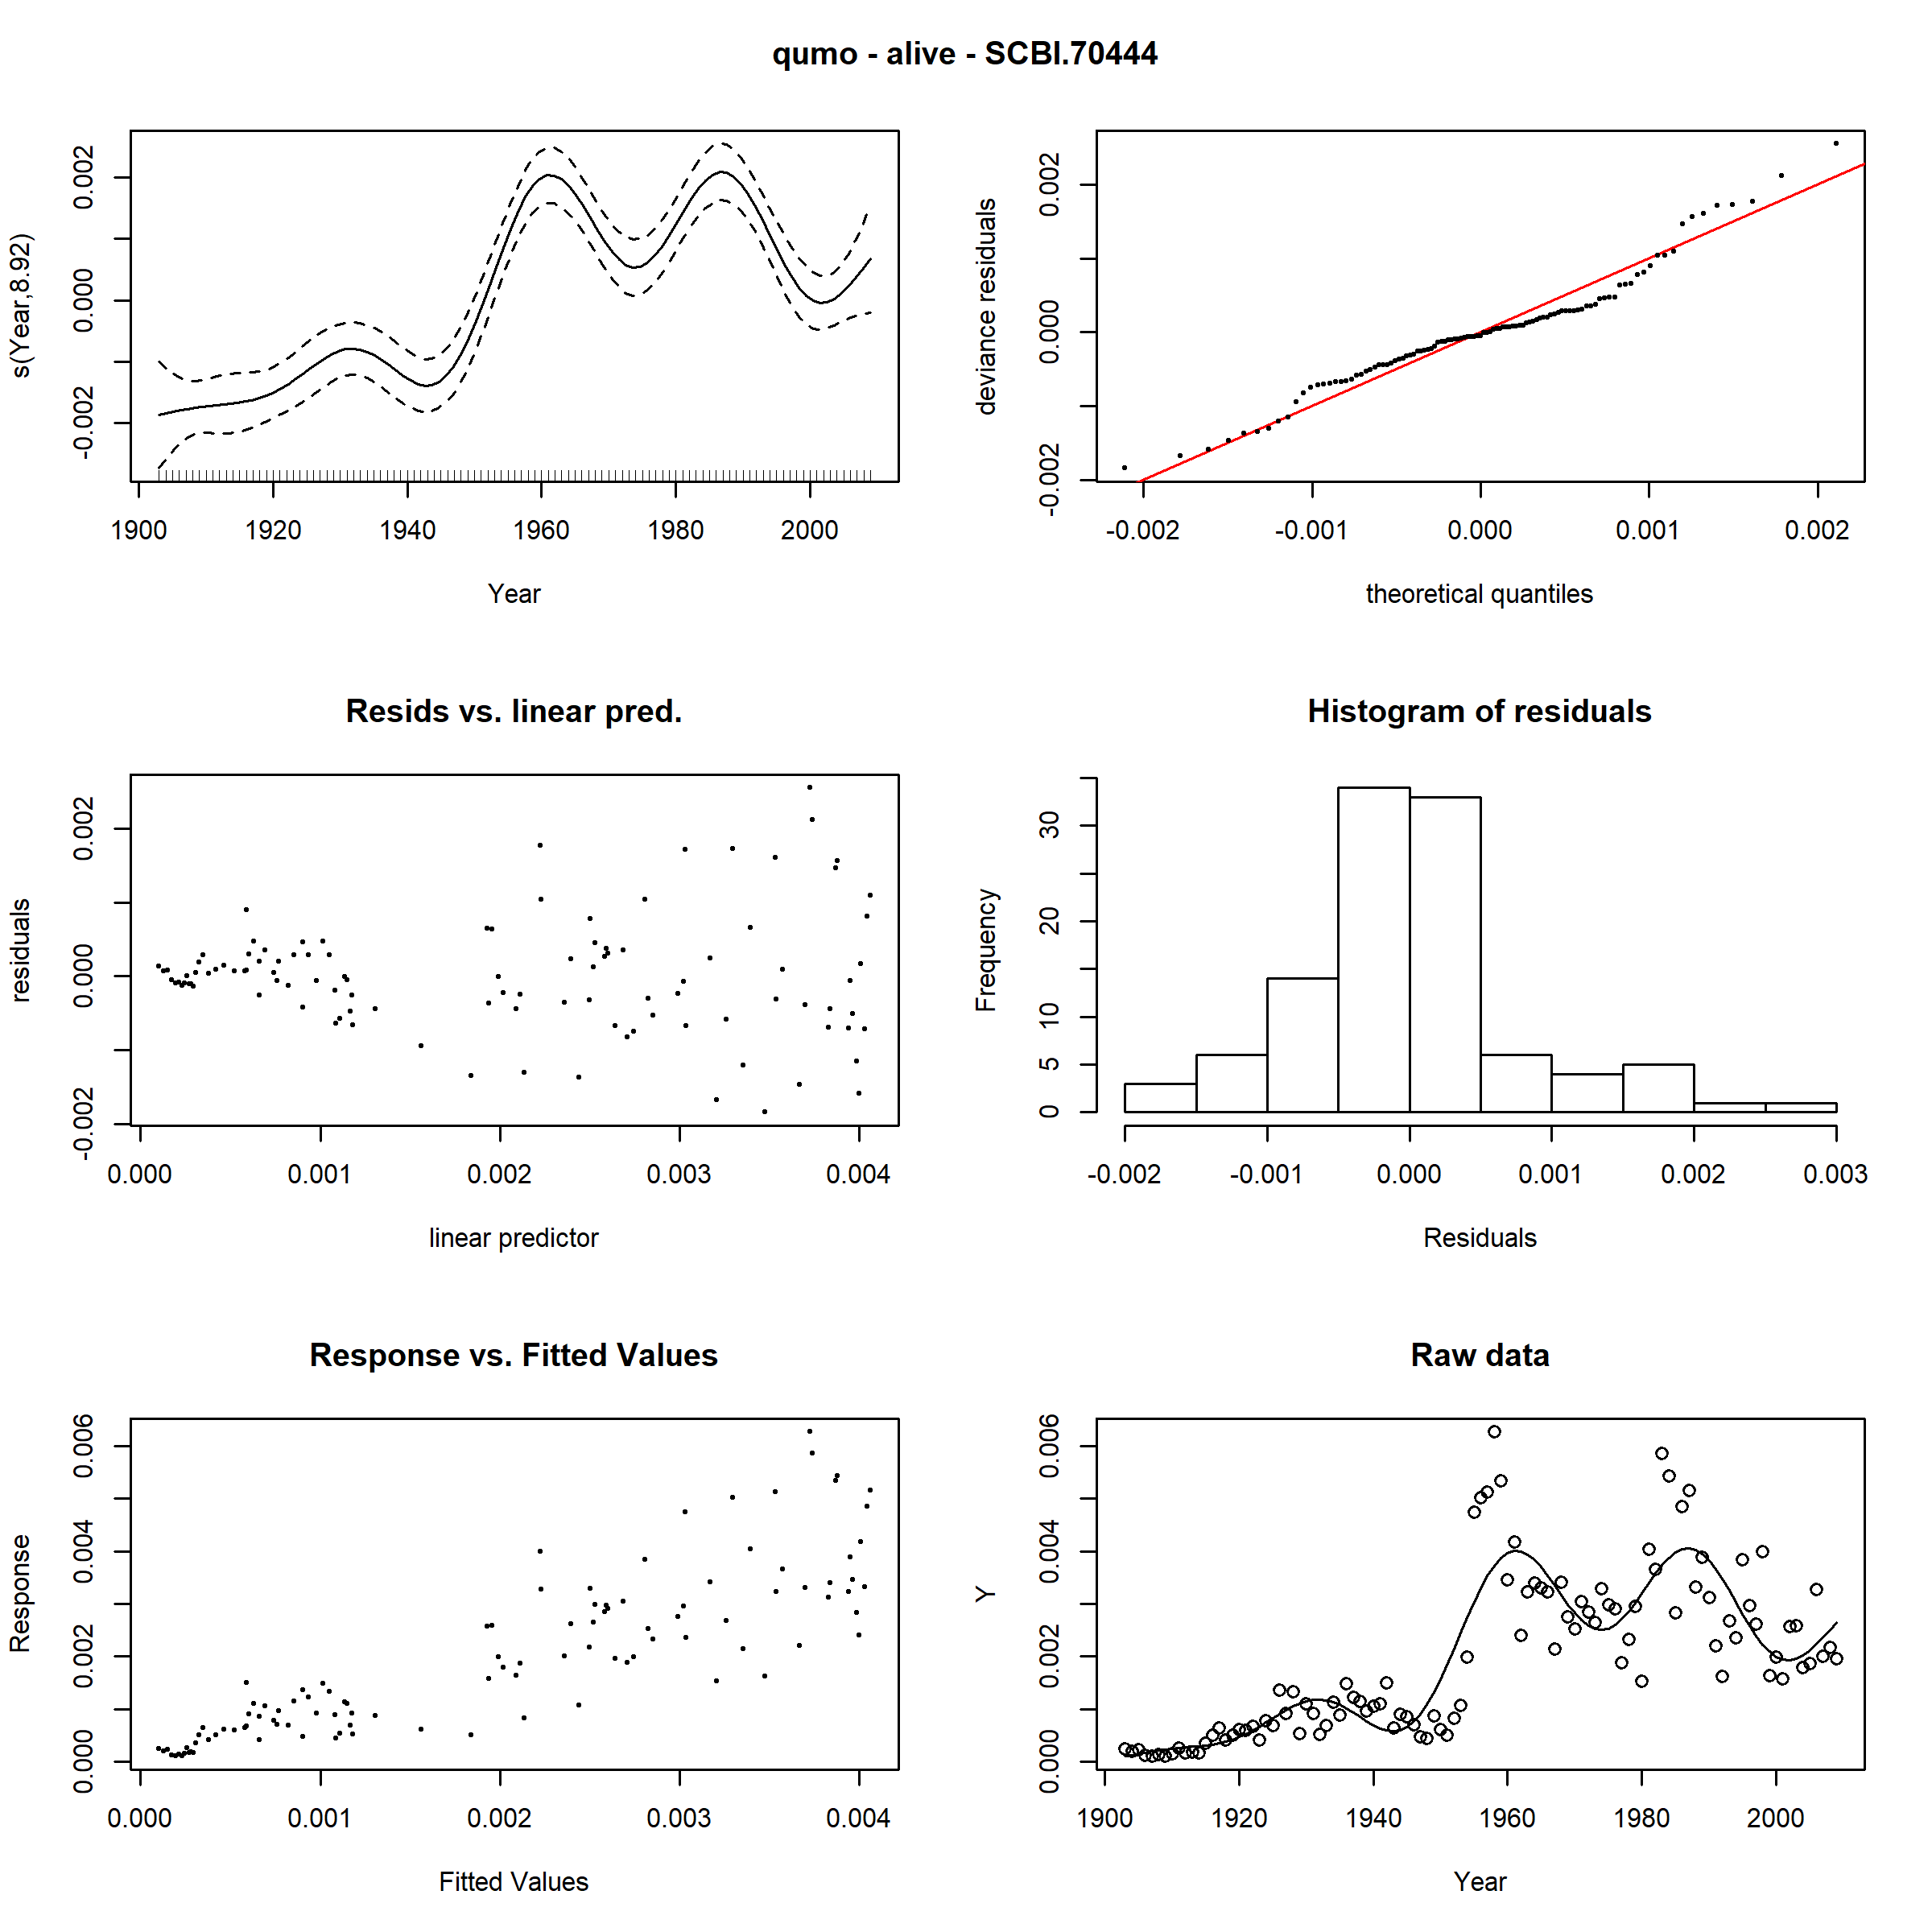 qumo - alive - SCBI.70444
s(Year,8.92)
-0.002 0.000 0.002
1900 1920 1940 1960 1980 2000
Year
deviance residuals
-0.002 0.000 0.002
-0.002 -0.001 0.000 0.001 0.002
theoretical quantiles
Resids vs. linear pred.
residuals
-0.002 0.000 0.002
0.000 0.001 0.002 0.003 0.004
linear predictor
Histogram of residuals
Frequency
0 5 10 20 30
-0.002 -0.001 0.000 0.001 0.002 0.003
Residuals
Response vs. Fitted Values
Response
0.000 0.002 0.004 0.006
0.000 0.001 0.002 0.003 0.004
Fitted Values
Raw data
Y
0.000 0.002 0.004 0.006
1900 1920 1940 1960 1980 2000
Year